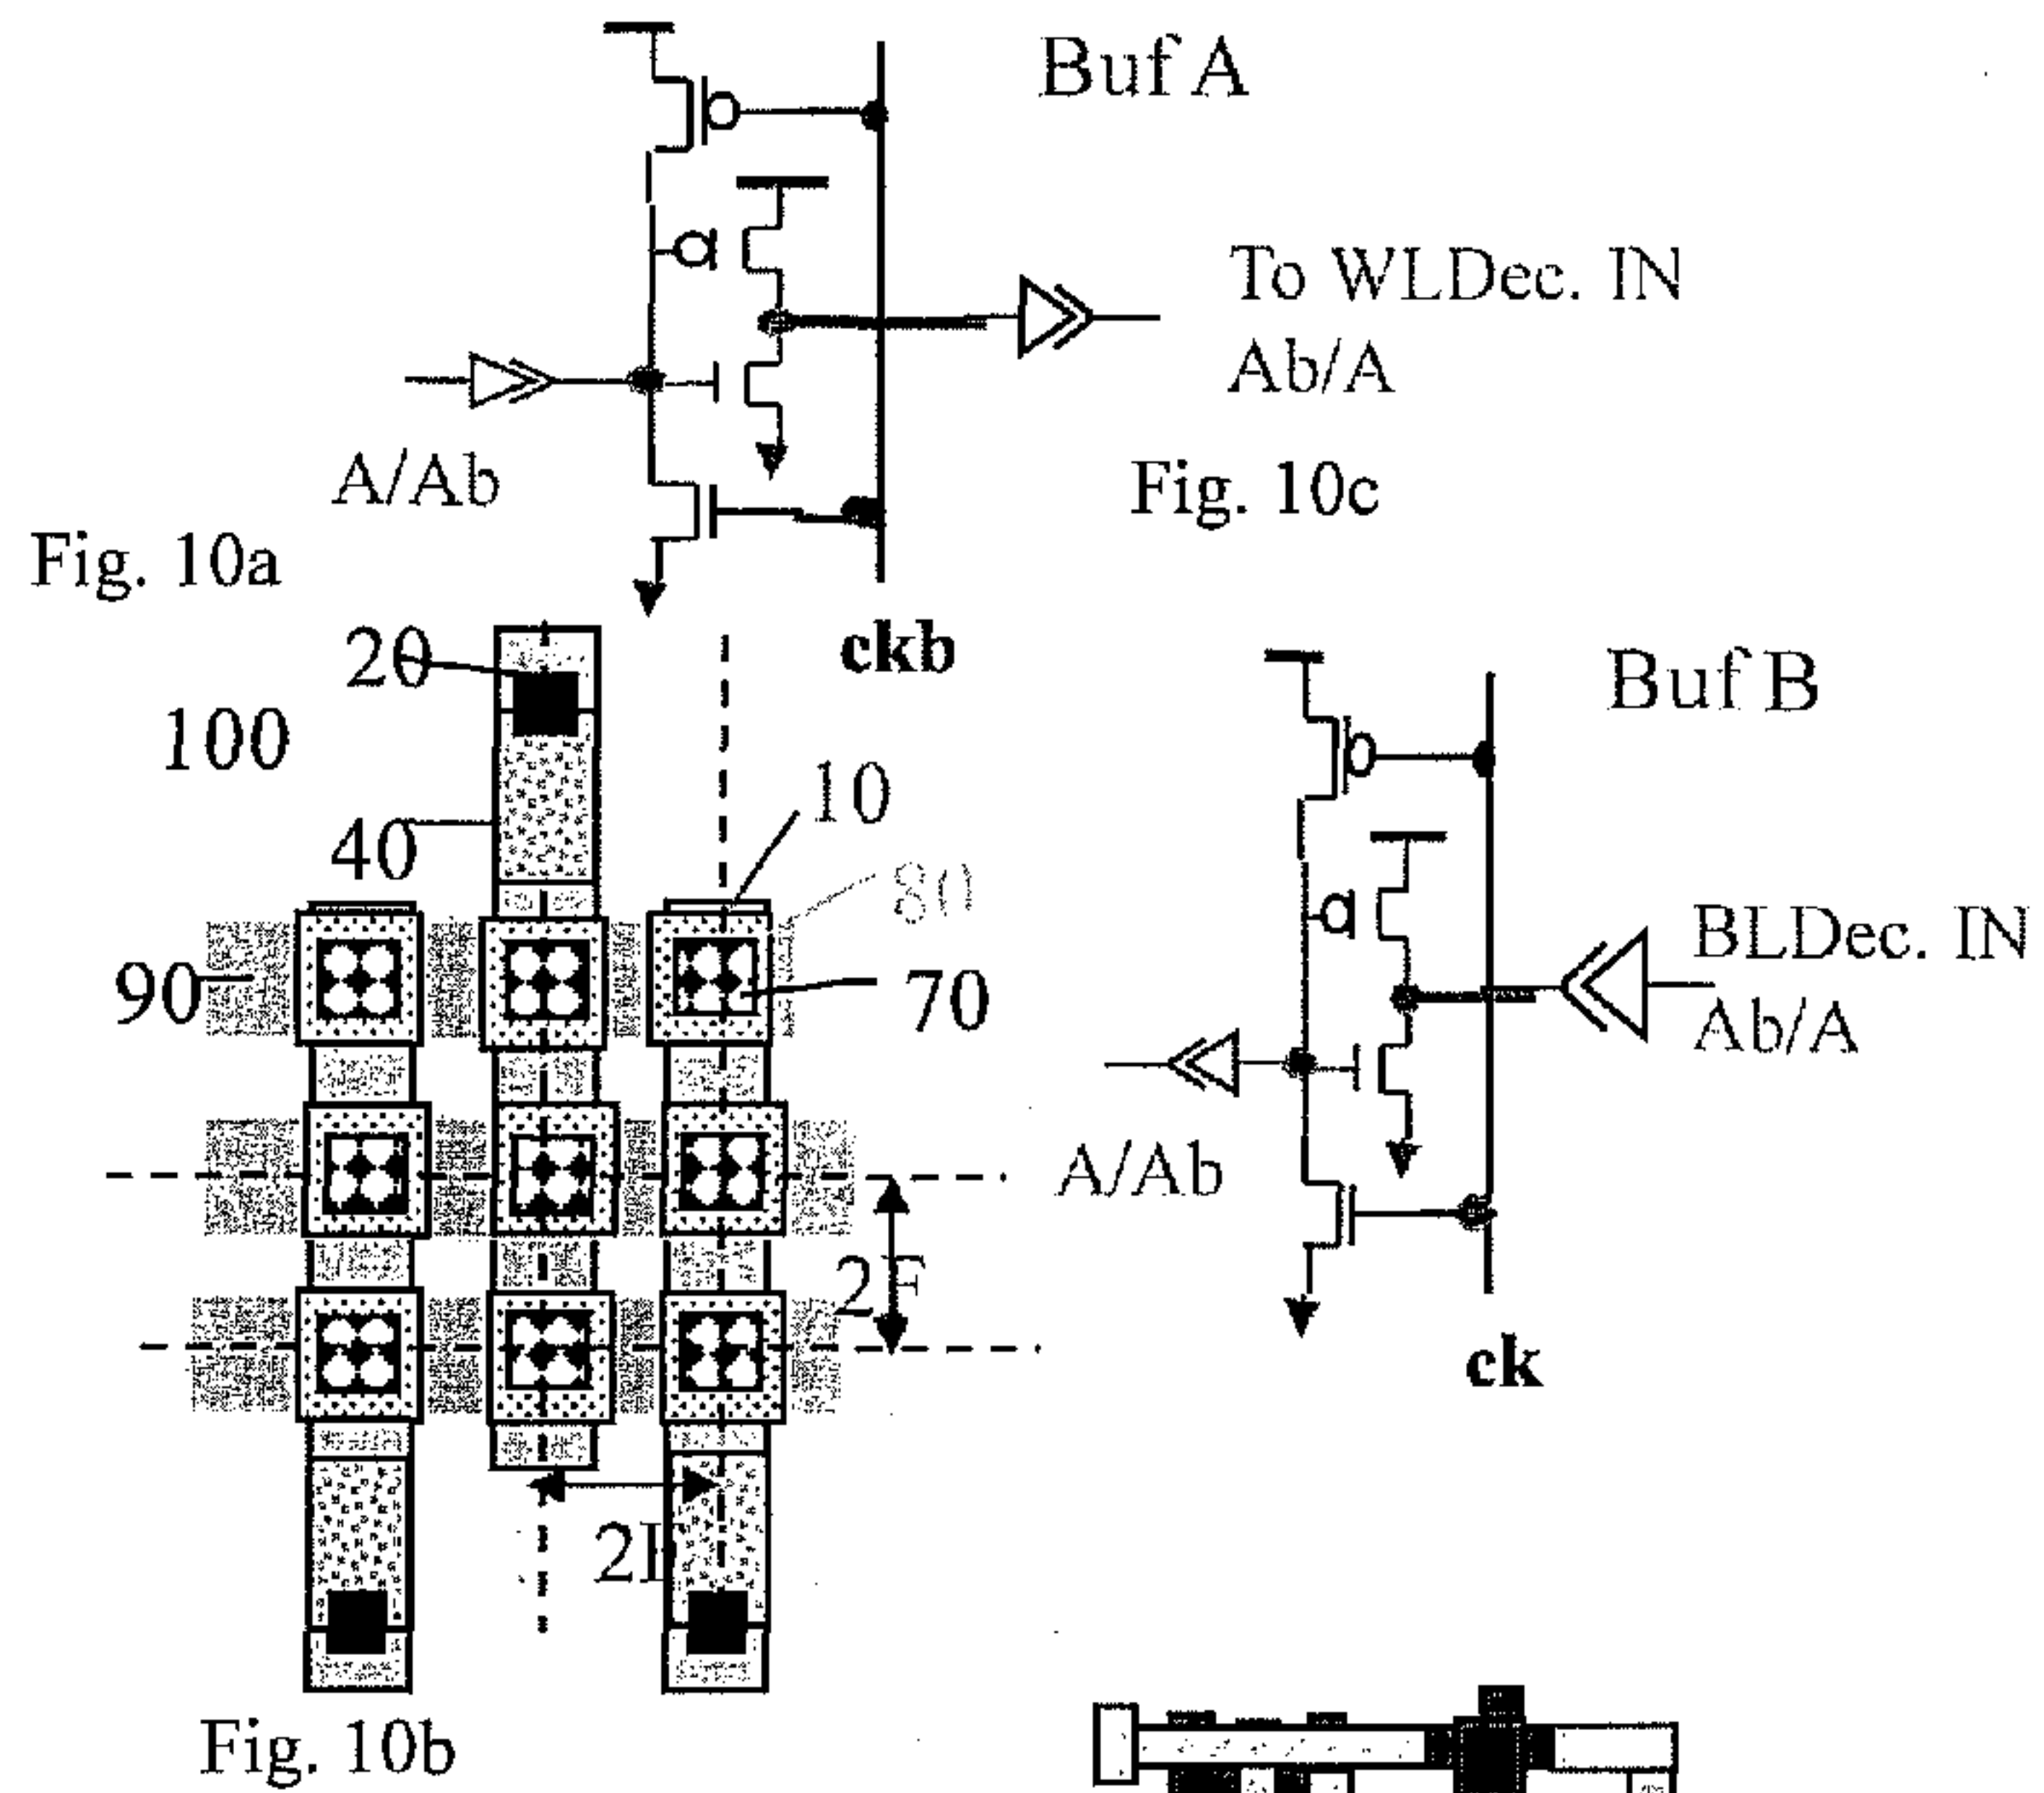 Buf A
To WLDec. IN
Ab/A
A/Ab
Fig. 10c
Fig. 10a
ckb
20
100
40
10
80
90
70
Buf B
BLDec. IN
Ab/A
A/Ab
2F
ck
2F
Fig. 10b